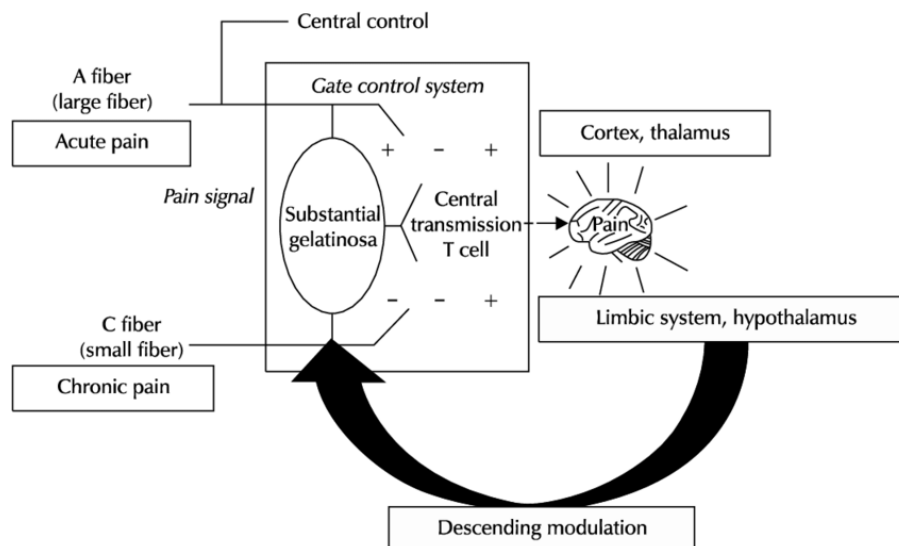 Central control
A fiber
(large fiber)
Acute pain
Gate control system
+ − +
Cortex, thalamus
Pain signal
Substantial
gelatinosa
Central
transmission
T cell
Pain
− − +
C fiber
(small fiber)
Chronic pain
Limbic system, hypothalamus
Descending modulation